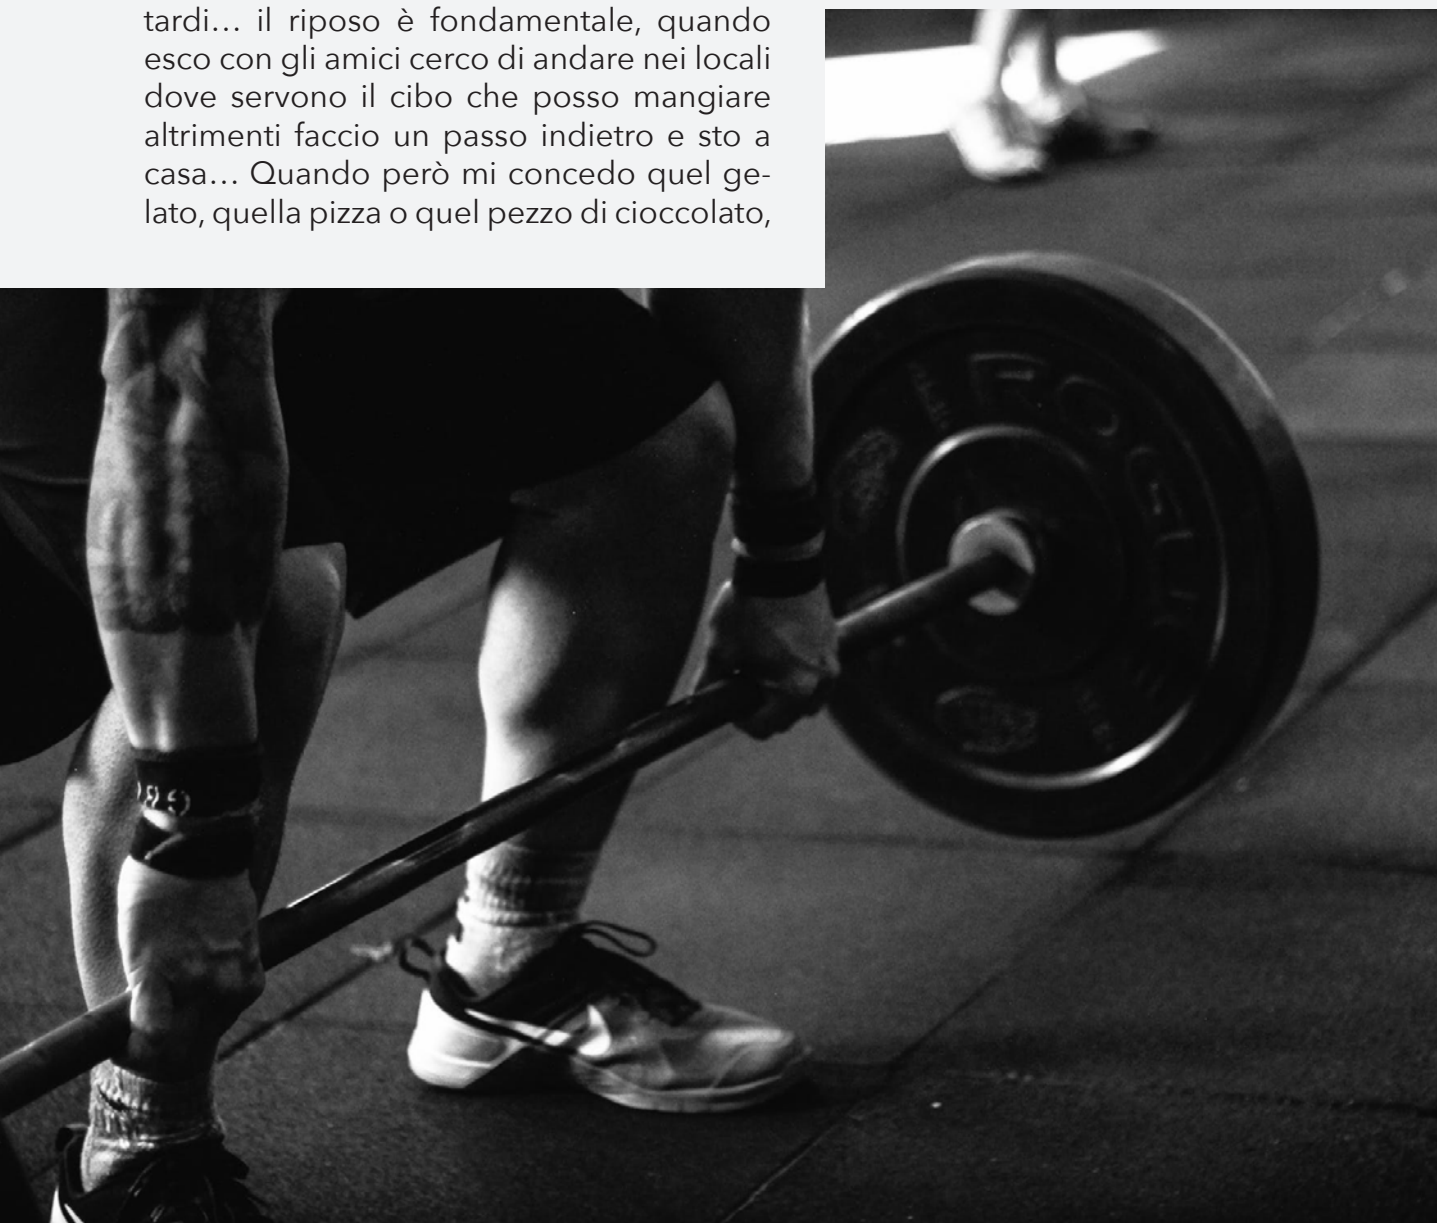 tardi… il riposo è fondamentale, quando
esco con gli amici cerco di andare nei locali
dove servono il cibo che posso mangiare
altrimenti faccio un passo indietro e sto a
casa… Quando però mi concedo quel ge-
lato, quella pizza o quel pezzo di cioccolato,
ROGUE